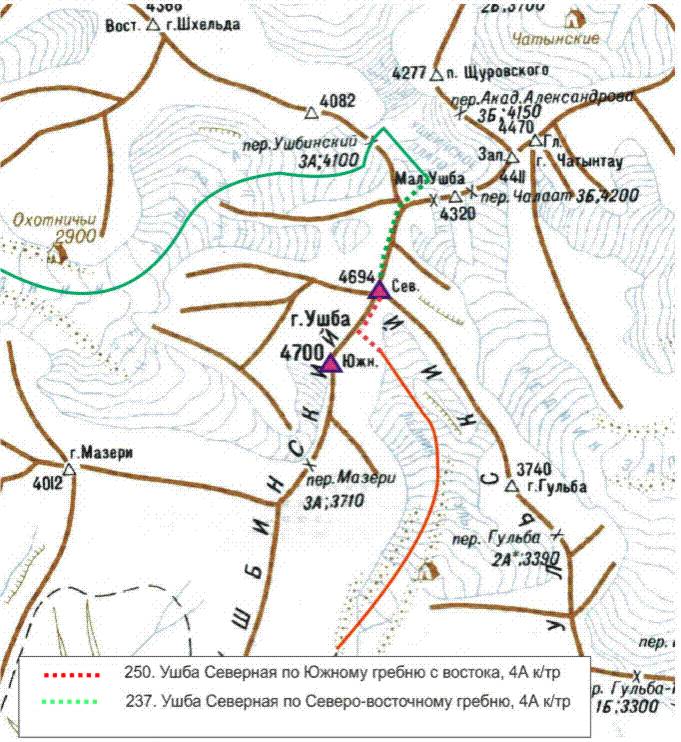 4388
2Б;3700
Вост. г.Шхельда
Чатынские
4277 п. Щуровского
4082
пер.Акад.Александрова
3Б;4150
пер.Ушбинский
3А;4100
4470
Гл.
Зап.
г. Чатынтау
4411
Мал.Ушба
пер.Чалаат 3Б,4200
4320
Охотничьи
2900
4694 Сев.
г.Ушба
4700 Южн.
ледник
г.Мазери
4012
пер.Мазери
3А;3710
3740
г.Гульба
пер. Гульба
2А*;3390
УШБИНСКИЙ
ГУЛЬСКИЙ
пер.
р. Гульба-
1Б;3300
250. Ушба Северная по Южному гребню с востока, 4А к/тр
237. Ушба Северная по Северо-восточному гребню, 4А к/тр